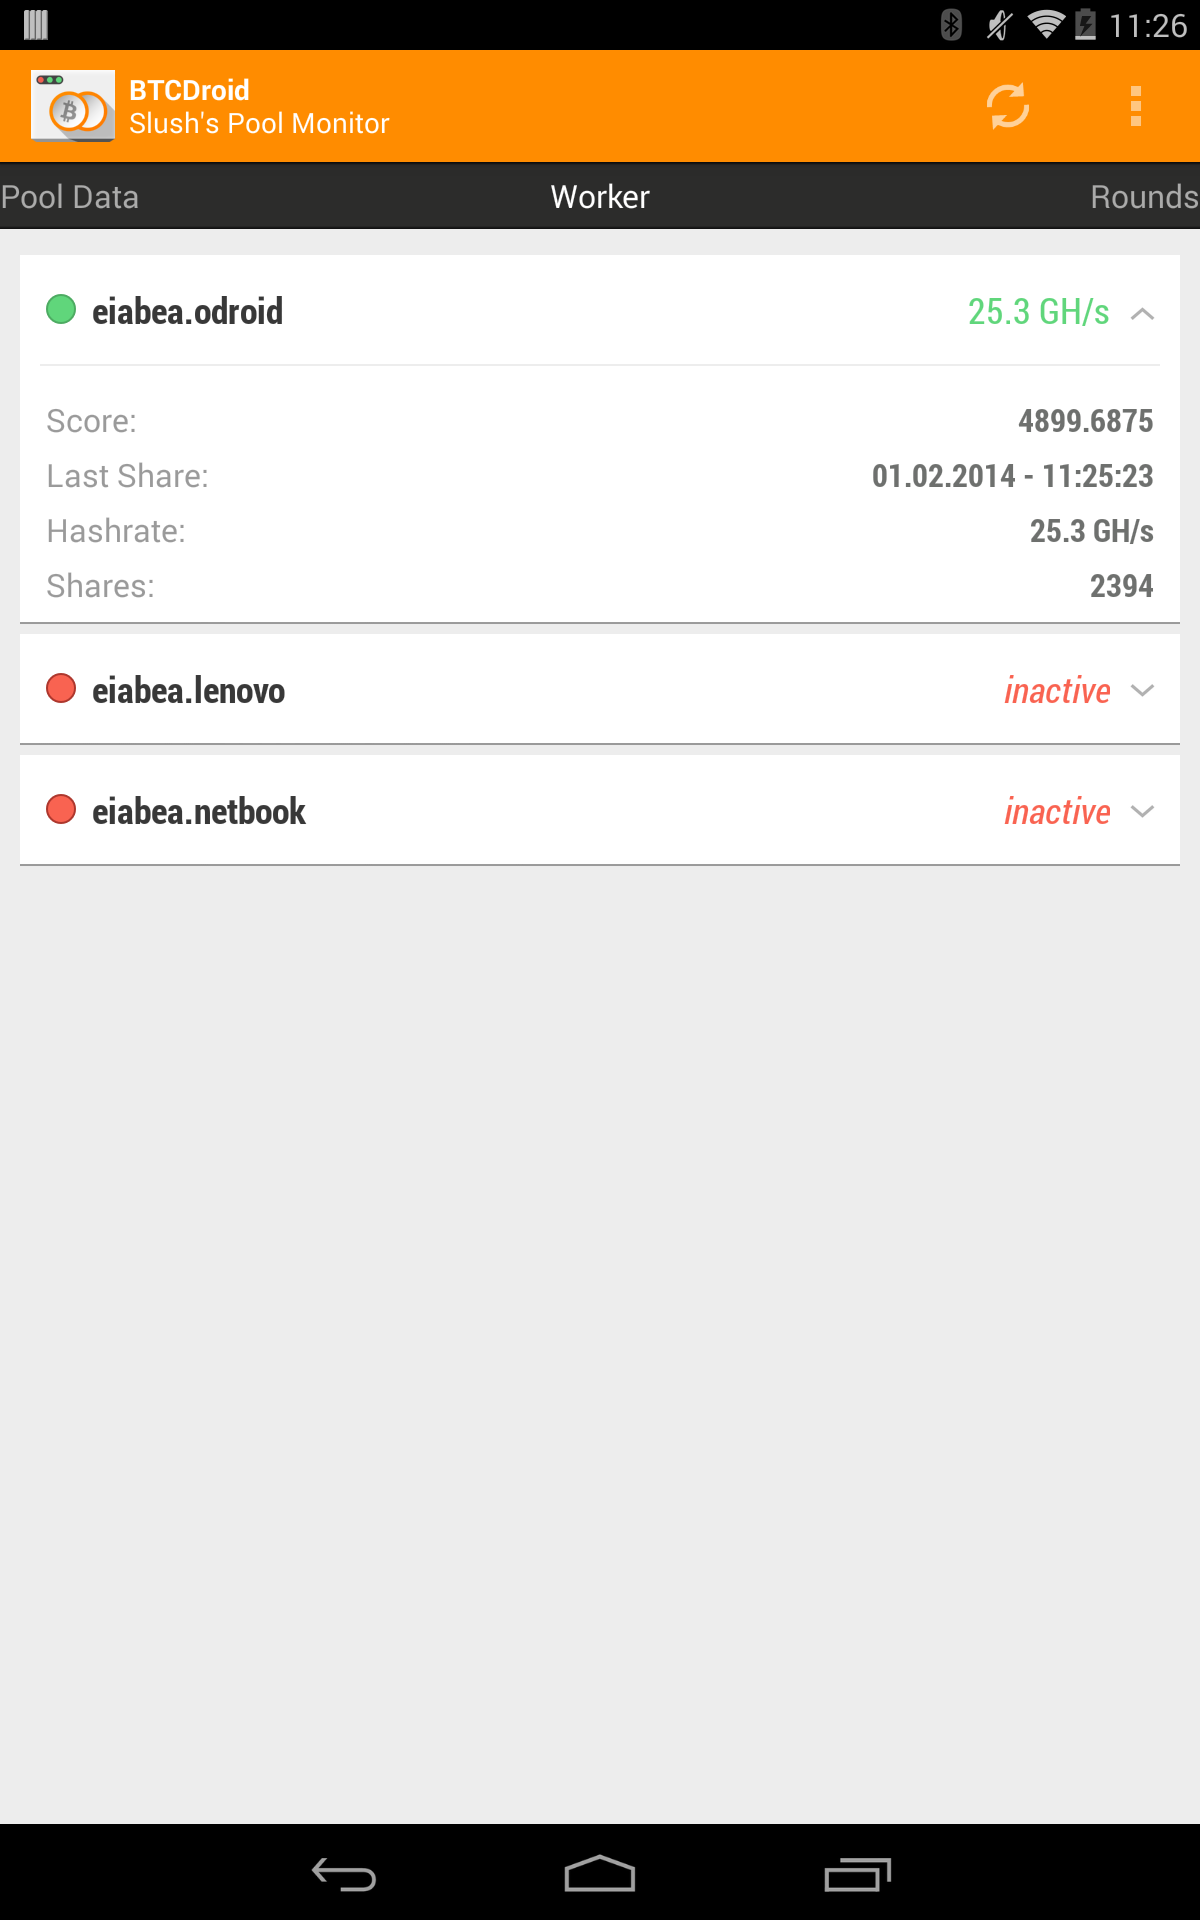 11:26
BTCDroid
Slush's Pool Monitor
Pool Data Worker Rounds
eiabea.odroid 25.3 GH/s
Score: 4899.6875
Last Share: 01.02.2014 - 11:25:23
Hashrate: 25.3 GH/s
Shares: 2394
eiabea.lenovo inactive
eiabea.netbook inactive